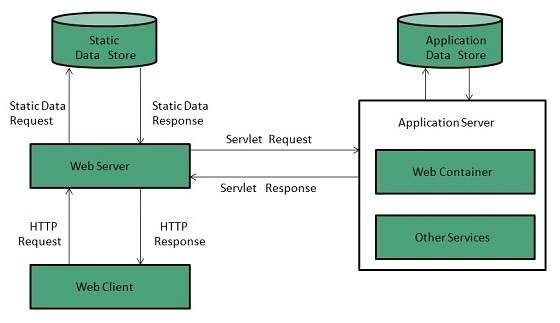 Static
Data Store
Application
Data Store
Static Data
Request
Static Data
Response
Servlet Request
Application Server
Web Server
Servlet Response
Web Container
HTTP
Request
HTTP
Response
Other Services
Web Client